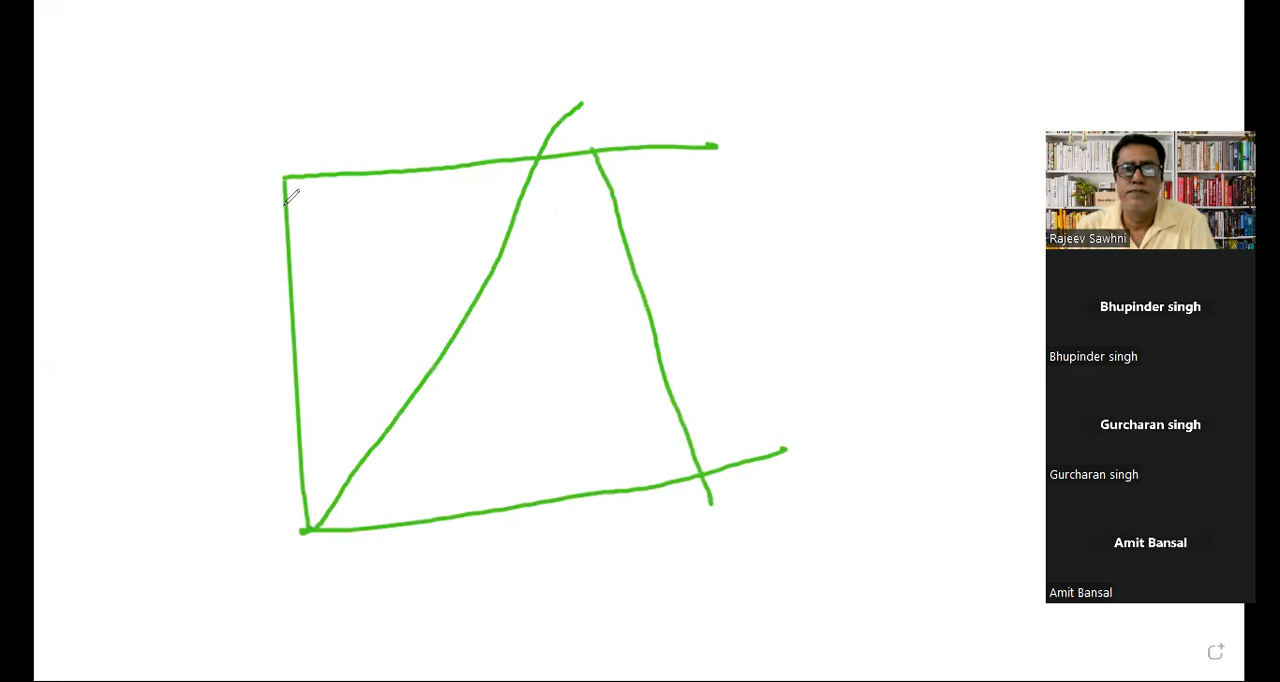 Rajeev Sawhni
Bhupinder singh
Bhupinder singh
Gurcharan singh
Gurcharan singh
Amit Bansal
Amit Bansal